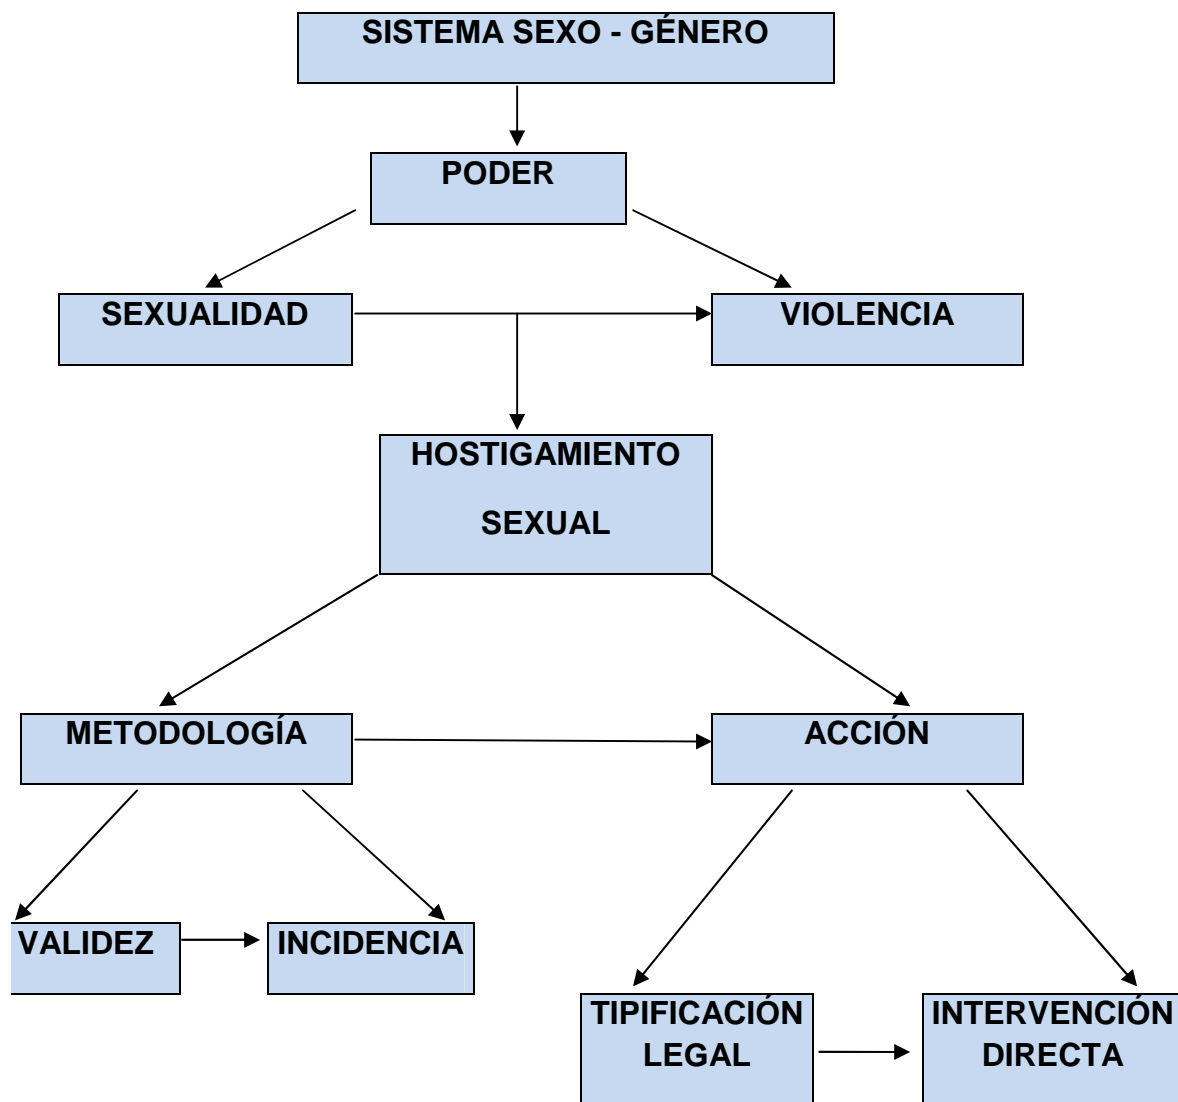 SISTEMA SEXO - GÉNERO
PODER
SEXUALIDAD
VIOLENCIA
HOSTIGAMIENTO
SEXUAL
METODOLOGÍA
ACCIÓN
VALIDEZ
INCIDENCIA
TIPIFICACIÓN
LEGAL
INTERVENCIÓN
DIRECTA